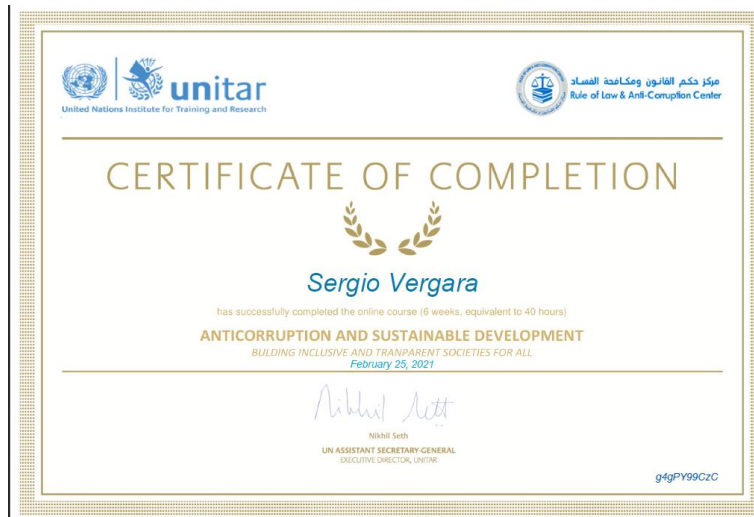 unitar
United Nations Institute for Training and Research
مركز حكم القانون ومكافحة الفساد
Rule of Law & Anti-Corruption Center
CERTIFICATE OF COMPLETION
Sergio Vergara
has successfully completed the online course (6 weeks, equivalent to 40 hours)
ANTICORRUPTION AND SUSTAINABLE DEVELOPMENT
BULDING INCLUSIVE AND TRANPARENT SOCIETIES FOR ALL
February 25, 2021
Nikhil Seth
Nikhil Seth
UN ASSISTANT SECRETARY-GENERAL
EXECUTIVE DIRECTOR, UNITAR
g4gPY99CzC